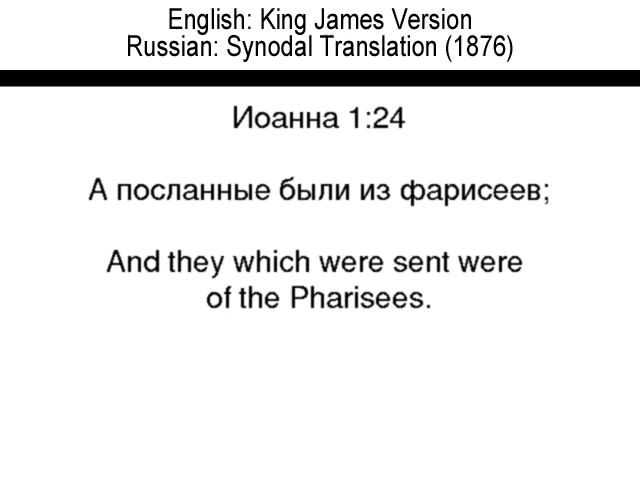 English: King James Version
Russian: Synodal Translation (1876)
Иоанна 1:24
А посланные были из фарисеев;
And they which were sent were
of the Pharisees.